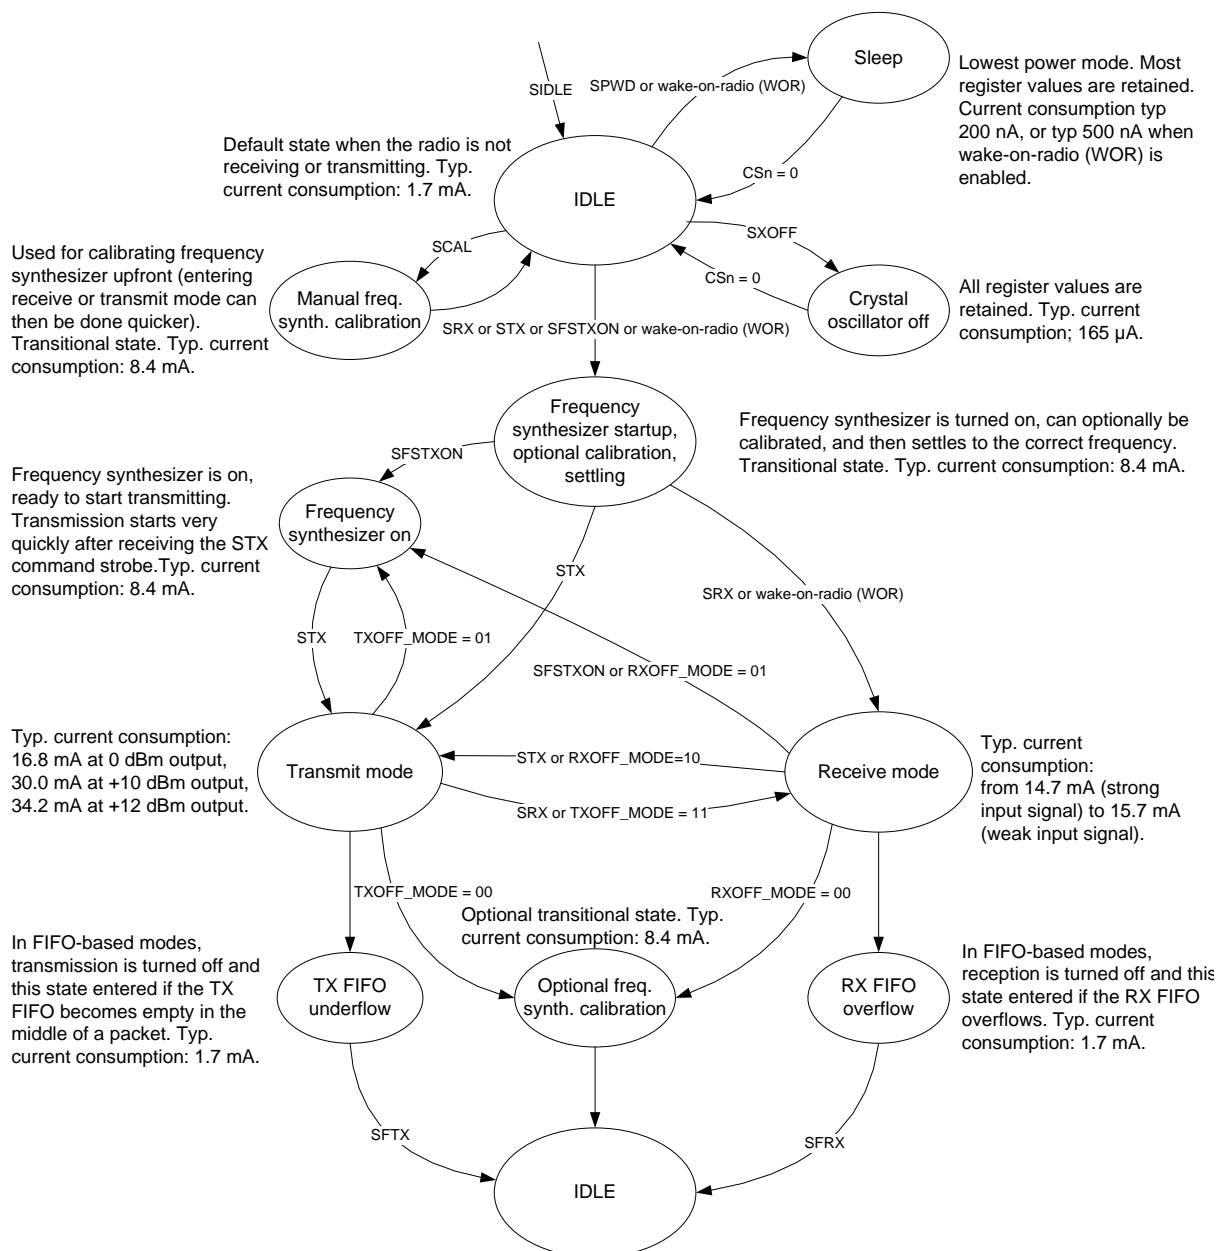 Sleep
Lowest power mode. Most
register values are retained.
Current consumption typ
200 nA, or typ 500 nA when
wake-on-radio (WOR) is
enabled.
SPWD or wake-on-radio (WOR)
SIDLE
Default state when the radio is not
receiving or transmitting. Typ.
current consumption: 1.7 mA.
CSn = 0
IDLE
SXOFF
SCAL
CSn = 0
Used for calibrating frequency
synthesizer upfront (entering
receive or transmit mode can
then be done quicker).
Transitional state. Typ. current
consumption: 8.4 mA.
Manual freq.
synth. calibration
Crystal
oscillator off
All register values are
retained. Typ. current
consumption; 165 µA.
SRX or STX or SFSTXON or wake-on-radio (WOR)
Frequency
synthesizer startup,
optional calibration,
settling
Frequency synthesizer is turned on, can optionally be
calibrated, and then settles to the correct frequency.
Transitional state. Typ. current consumption: 8.4 mA.
SFSTXON
Frequency synthesizer is on,
ready to start transmitting.
Transmission starts very
quickly after receiving the STX
command strobe.Typ. current
consumption: 8.4 mA.
Frequency
synthesizer on
STX
SRX or wake-on-radio (WOR)
STX
TXOFF_MODE = 01
SFSTXON or RXOFF_MODE = 01
Typ. current consumption:
16.8 mA at 0 dBm output,
30.0 mA at +10 dBm output,
34.2 mA at +12 dBm output.
Transmit mode
STX or RXOFF_MODE=10
SRX or TXOFF_MODE = 11
Receive mode
Typ. current
consumption:
from 14.7 mA (strong
input signal) to 15.7 mA
(weak input signal).
TXOFF_MODE = 00
RXOFF_MODE = 00
Optional transitional state. Typ.
current consumption: 8.4 mA.
In FIFO-based modes,
transmission is turned off and
this state entered if the TX
FIFO becomes empty in the
middle of a packet. Typ.
current consumption: 1.7 mA.
TX FIFO
underflow
Optional freq.
synth. calibration
RX FIFO
overflow
In FIFO-based modes,
reception is turned off and this
state entered if the RX FIFO
overflows. Typ. current
consumption: 1.7 mA.
SFTX
SFRX
IDLE